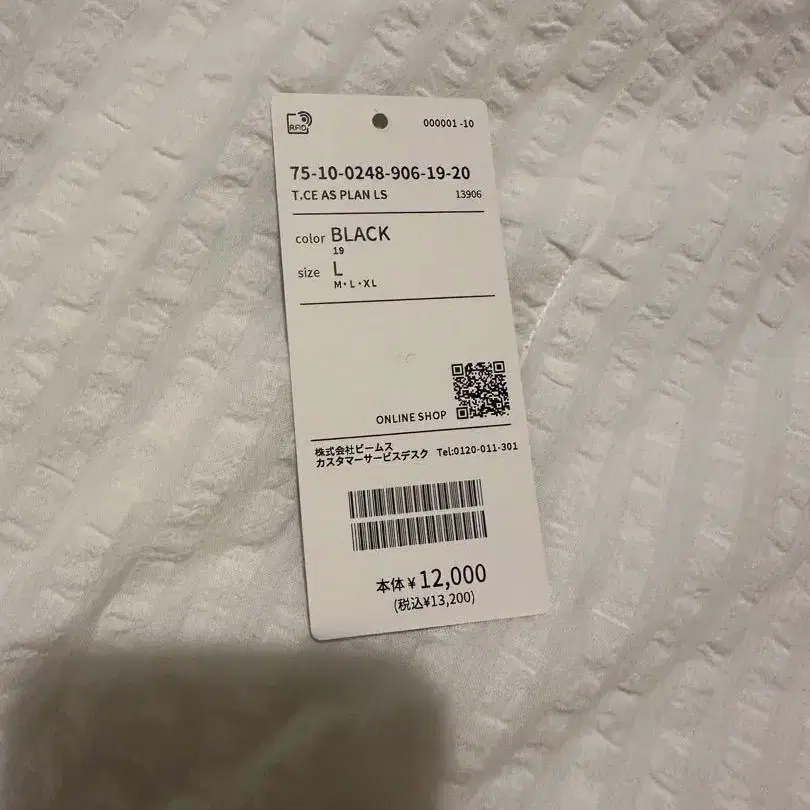 RFID
000001 -10
75-10-0248-906-19-20
T.CE AS PLAN LS 13906
color BLACK
19
size L
M・L・XL
ONLINE SHOP
株式会社ビームス
カスタマーサービスデスク Tel:0120-011-301
本体¥12,000
(税込¥13,200)